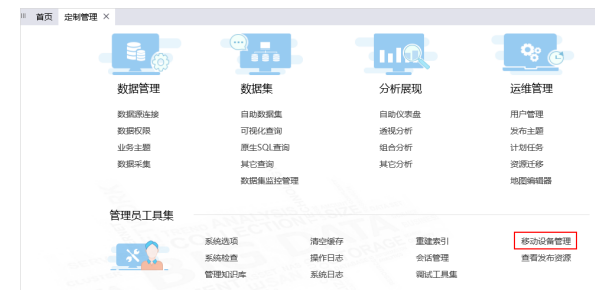 首页 定制管理 ×
数据管理 数据集 分析展现 运维管理
数据源连接 自助数据集 自助仪表盘 用户管理
数据权限 可视化查询 透视分析 发布主题
业务主题 原生SQL查询 组合分析 计划任务
数据采集 其它查询 其它分析 资源迁移
数据集监控管理 地图编辑器
管理员工具集
系统选项 清空缓存 重建索引 移动设备管理
系统检查 操作日志 会话管理 查看发布资源
管理知识库 系统日志 调试工具集